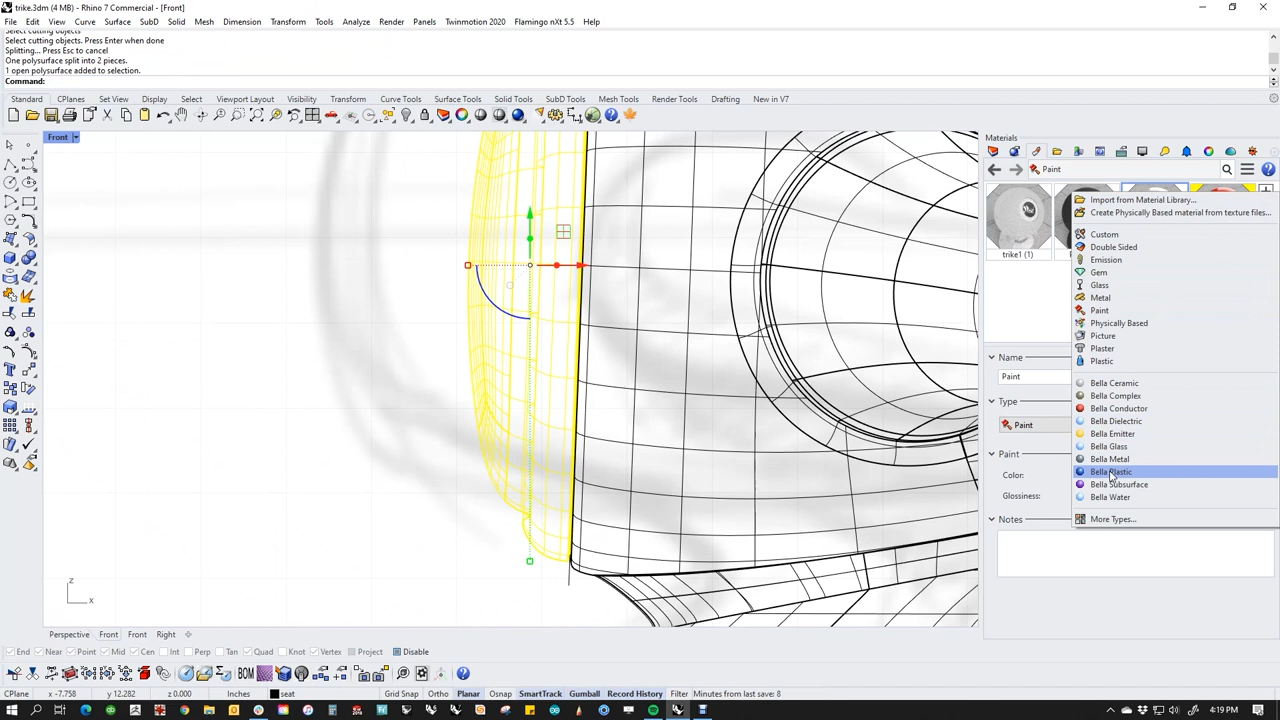 trike.3dm (4 MB) - Rhino 7 Commercial - [Front]
File Edit View Curve Surface SubD Solid Mesh Dimension Transform Tools Analyze Render Panels Twinmotion 2020 Flamingo nXt 5.5 Help
Select cutting objects
Select cutting objects. Press Enter when done
Splitting... Press Esc to cancel
One polysurface split into 2 pieces.
1 open polysurface added to selection.
Command:
Standard CPlanes Set View Display Select Viewport Layout Visibility Transform Curve Tools Surface Tools Solid Tools SubD Tools Mesh Tools Render Tools Drafting New in V7
Front
Materials
Paint
trike1 (1)
Import from Material Library...
Create Physically Based material from texture files...
Custom
Double Sided
Emission
Gem
Glass
Metal
Paint
Physically Based
Picture
Plaster
Plastic
Bella Ceramic
Bella Complex
Bella Conductor
Bella Dielectric
Bella Emitter
Bella Glass
Bella Metal
Bella Plastic
Bella Subsurface
Bella Water
More Types...
Name
Paint
Type
Paint
Paint
Color:
Glossiness:
Notes
z
x
Perspective Front Front Right
End Near Point Mid Cen Int Perp Tan Quad Knot Vertex Project Disable
BOM
CPlane x -7.758 y 12.282 z 0.000 Inches seat Grid Snap Ortho Planar Osnap SmartTrack Gumball Record History Filter Minutes from last save: 8
4:19 PM